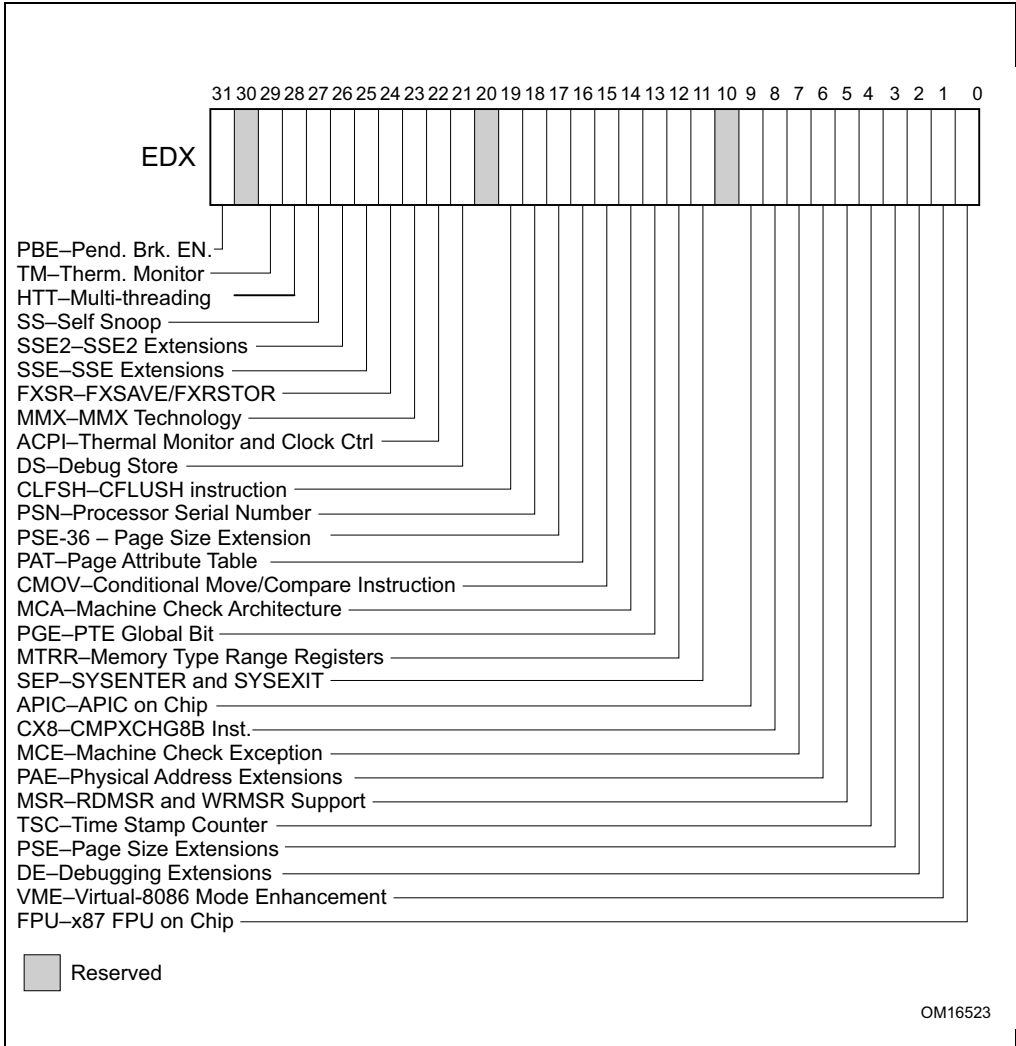 31 30 29 28 27 26 25 24 23 22 21 20 19 18 17 16 15 14 13 12 11 10 9 8 7 6 5 4 3 2 1 0
EDX
PBE–Pend. Brk. EN.
TM–Therm. Monitor
HTT–Multi-threading
SS–Self Snoop
SSE2–SSE2 Extensions
SSE–SSE Extensions
FXSR–FXSAVE/FXRSTOR
MMX–MMX Technology
ACPI–Thermal Monitor and Clock Ctrl
DS–Debug Store
CLFSH–CFLUSH instruction
PSN–Processor Serial Number
PSE-36 – Page Size Extension
PAT–Page Attribute Table
CMOV–Conditional Move/Compare Instruction
MCA–Machine Check Architecture
PGE–PTE Global Bit
MTRR–Memory Type Range Registers
SEP–SYSENTER and SYSEXIT
APIC–APIC on Chip
CX8–CMPXCHG8B Inst.
MCE–Machine Check Exception
PAE–Physical Address Extensions
MSR–RDMSR and WRMSR Support
TSC–Time Stamp Counter
PSE–Page Size Extensions
DE–Debugging Extensions
VME–Virtual-8086 Mode Enhancement
FPU–x87 FPU on Chip
Reserved
OM16523